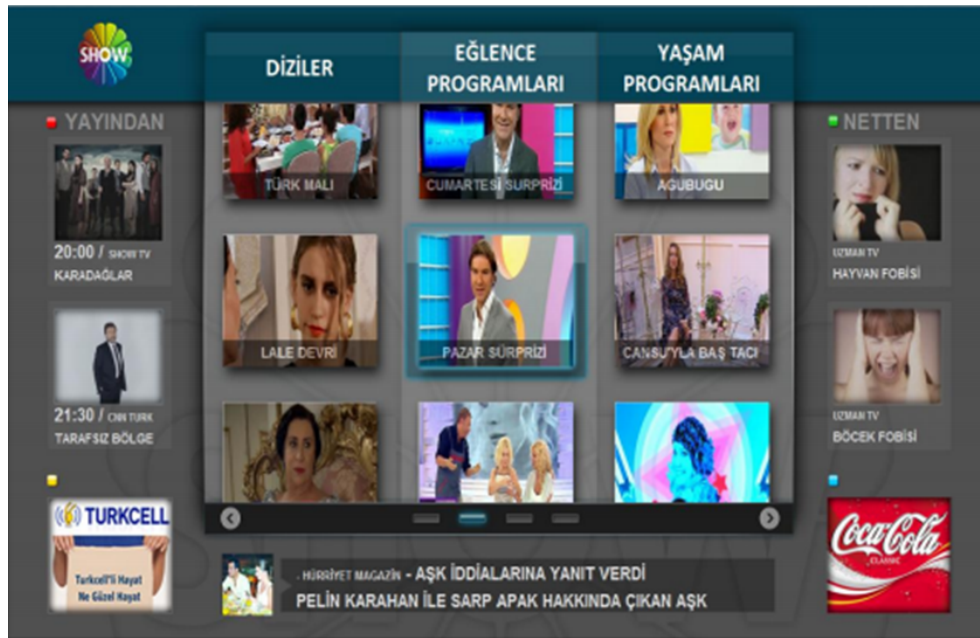 SHOW
DİZİLER
EĞLENCE
PROGRAMLARI
YAŞAM
PROGRAMLARI
YAYINDAN
20:00 / SHOW TV
KARADAĞLAR
21:30 / CNN TURK
TARAFSIZ BÖLGE
TURKCELL
Turkcell'li Hayat
Ne Güzel Hayat
TÜRK MALI
CUMARTESİ SURPRİZİ
AGUBUGU
LALE DEVRİ
PAZAR SÜRPRİZİ
CANSU'YLA BAŞ TACI
- HÜRRİYET MAGAZİN - AŞK İDDİALARINA YANIT VERDİ
PELİN KARAHAN İLE SARP APAK HAKKINDA ÇIKAN AŞK
NETTEN
UZMAN TV
HAYVAN FOBİSİ
UZMAN TV
BÖCEK FOBİSİ
Coca-Cola
CLASSIC